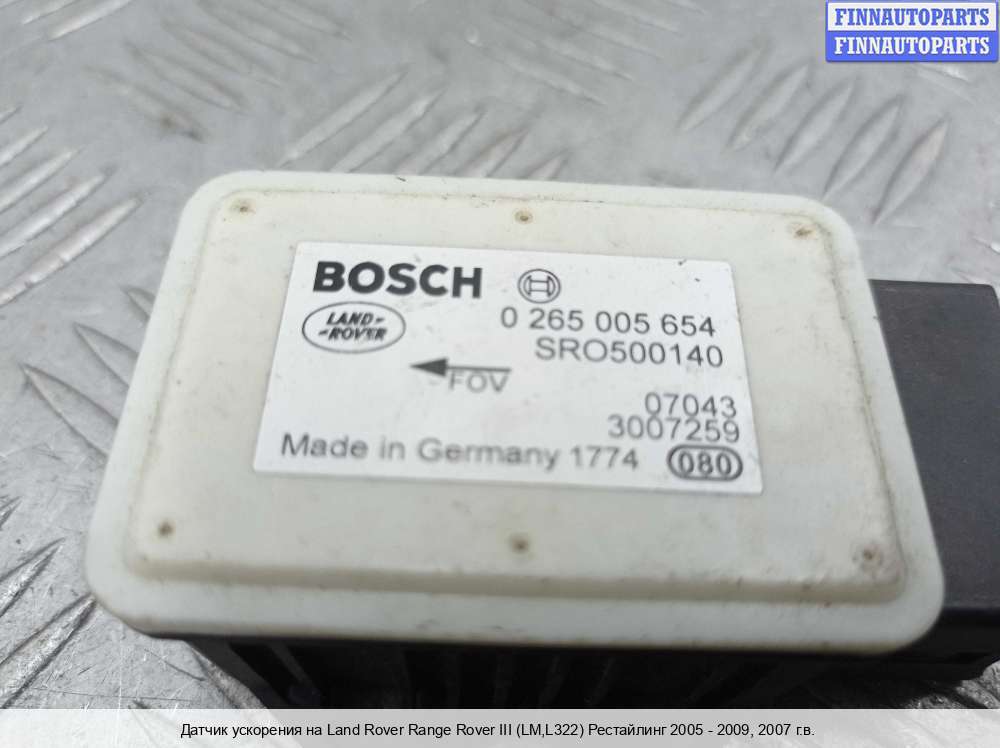 FINNAUTOPARTS
FINNAUTOPARTS
BOSCH
LAND-
-ROVER
0 265 005 654
SRO500140
FOV
07043
3007259
Made in Germany 1774 080
Датчик ускорения на Land Rover Range Rover III (LM,L322) Рестайлинг 2005 - 2009, 2007 г.в.